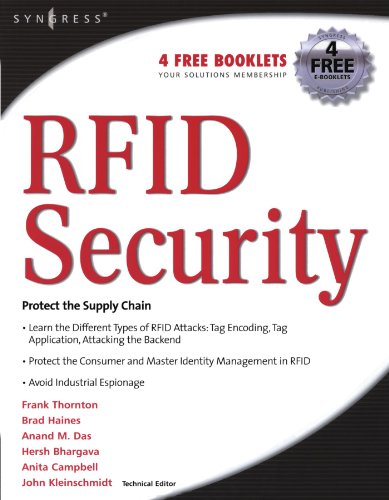 SYNGRESS®
4 FREE BOOKLETS
YOUR SOLUTIONS MEMBERSHIP
SYNGRESS
4
FREE
E-BOOKLETS
PUBLISHING
RFID
Security
Protect the Supply Chain
• Learn the Different Types of RFID Attacks: Tag Encoding, Tag
Application, Attacking the Backend
• Protect the Consumer and Master Identity Management in RFID
• Avoid Industrial Espionage
Frank Thornton
Brad Haines
Anand M. Das
Hersh Bhargava
Anita Campbell
John Kleinschmidt Technical Editor